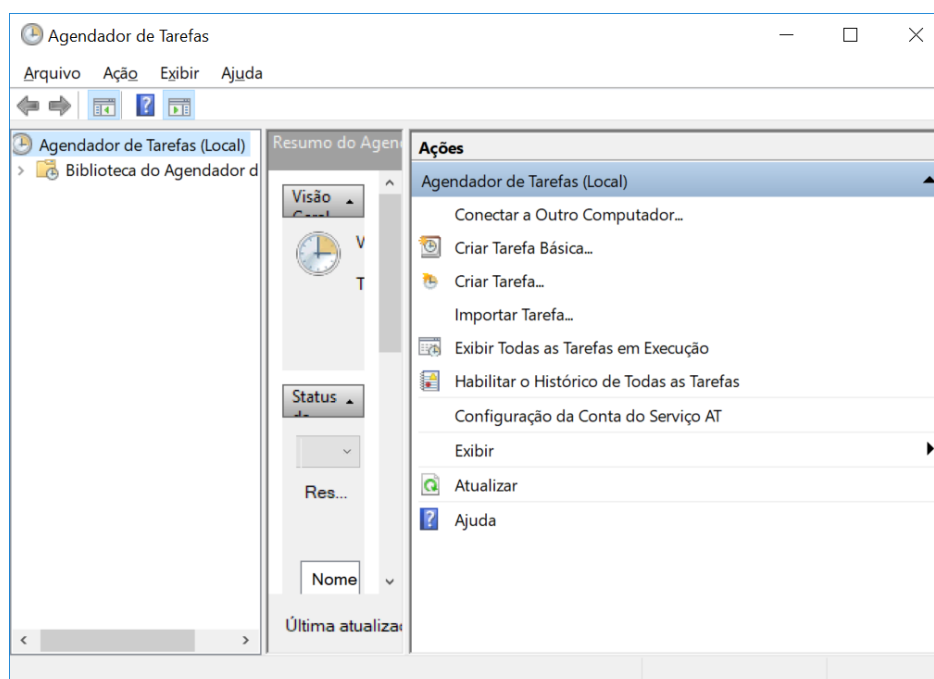 Agendador de Tarefas
Arquivo Ação Exibir Ajuda
Agendador de Tarefas (Local)
Biblioteca do Agendador d
Resumo do Agen
Visão
V
T
Status
Res...
Nome
Última atualiza
Ações
Agendador de Tarefas (Local)
Conectar a Outro Computador...
Criar Tarefa Básica...
Criar Tarefa...
Importar Tarefa...
Exibir Todas as Tarefas em Execução
Habilitar o Histórico de Todas as Tarefas
Configuração da Conta do Serviço AT
Exibir
Atualizar
Ajuda